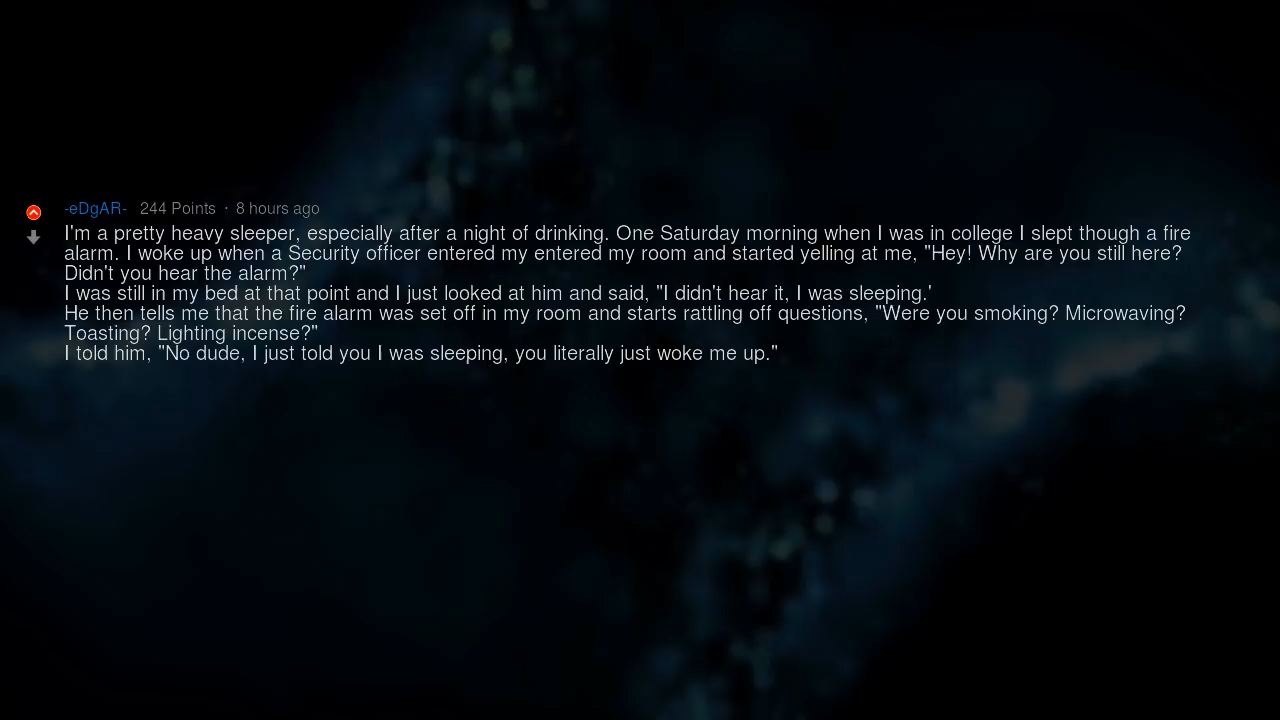 -eDgAR- 244 Points · 8 hours ago
I'm a pretty heavy sleeper, especially after a night of drinking. One Saturday morning when I was in college I slept though a fire
alarm. I woke up when a Security officer entered my entered my room and started yelling at me, "Hey! Why are you still here?
Didn't you hear the alarm?"
I was still in my bed at that point and I just looked at him and said, "I didn't hear it, I was sleeping.'
He then tells me that the fire alarm was set off in my room and starts rattling off questions, "Were you smoking? Microwaving?
Toasting? Lighting incense?"
I told him, "No dude, I just told you I was sleeping, you literally just woke me up."